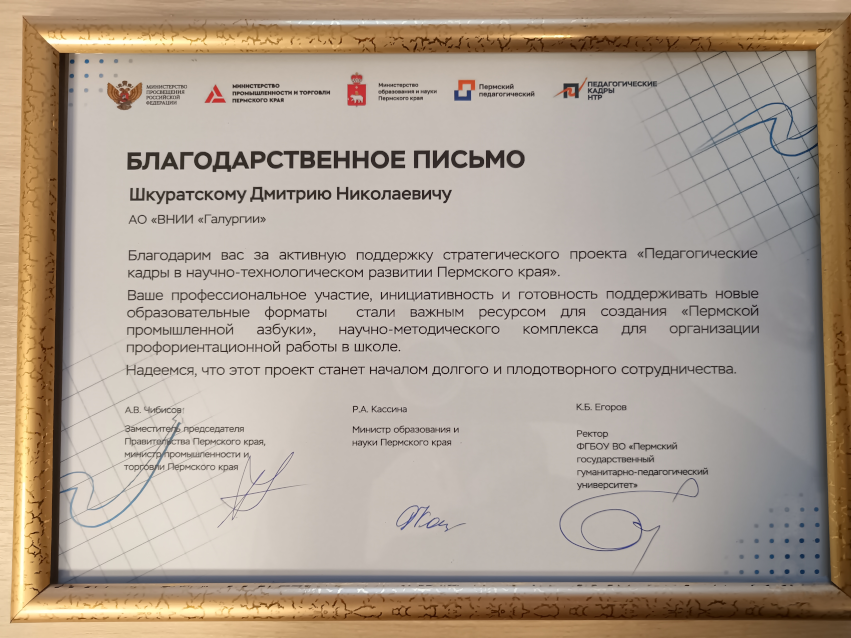 МИНИСТЕРСТВО
ПРОСВЕЩЕНИЯ
РОССИЙСКОЙ
ФЕДЕРАЦИИ
МИНИСТЕРСТВО
ПРОМЫШЛЕННОСТИ И ТОРГОВЛИ
ПЕРМСКОГО КРАЯ
Министерство
образования и науки
Пермского края
Пермский
педагогический
ПЕДАГОГИЧЕСКИЕ
КАДРЫ
НТР
БЛАГОДАРСТВЕННОЕ ПИСЬМО
Шкуратскому Дмитрию Николаевичу
АО «ВНИИ «Галургии»
Благодарим вас за активную поддержку стратегического проекта «Педагогические
кадры в научно-технологическом развитии Пермского края».
Ваше профессиональное участие, инициативность и готовность поддерживать новые
образовательные форматы стали важным ресурсом для создания «Пермской
промышленной азбуки», научно-методического комплекса для организации
профориентационной работы в школе.
Надеемся, что этот проект станет началом долгого и плодотворного сотрудничества.
А.В. Чибисов
Заместитель председателя
Правительства Пермского края,
министр промышленности и
торговли Пермского края
Р.А. Кассина
Министр образования и
науки Пермского края
К.Б. Егоров
Ректор
ФГБОУ ВО «Пермский
государственный
гуманитарно-педагогический
университет»